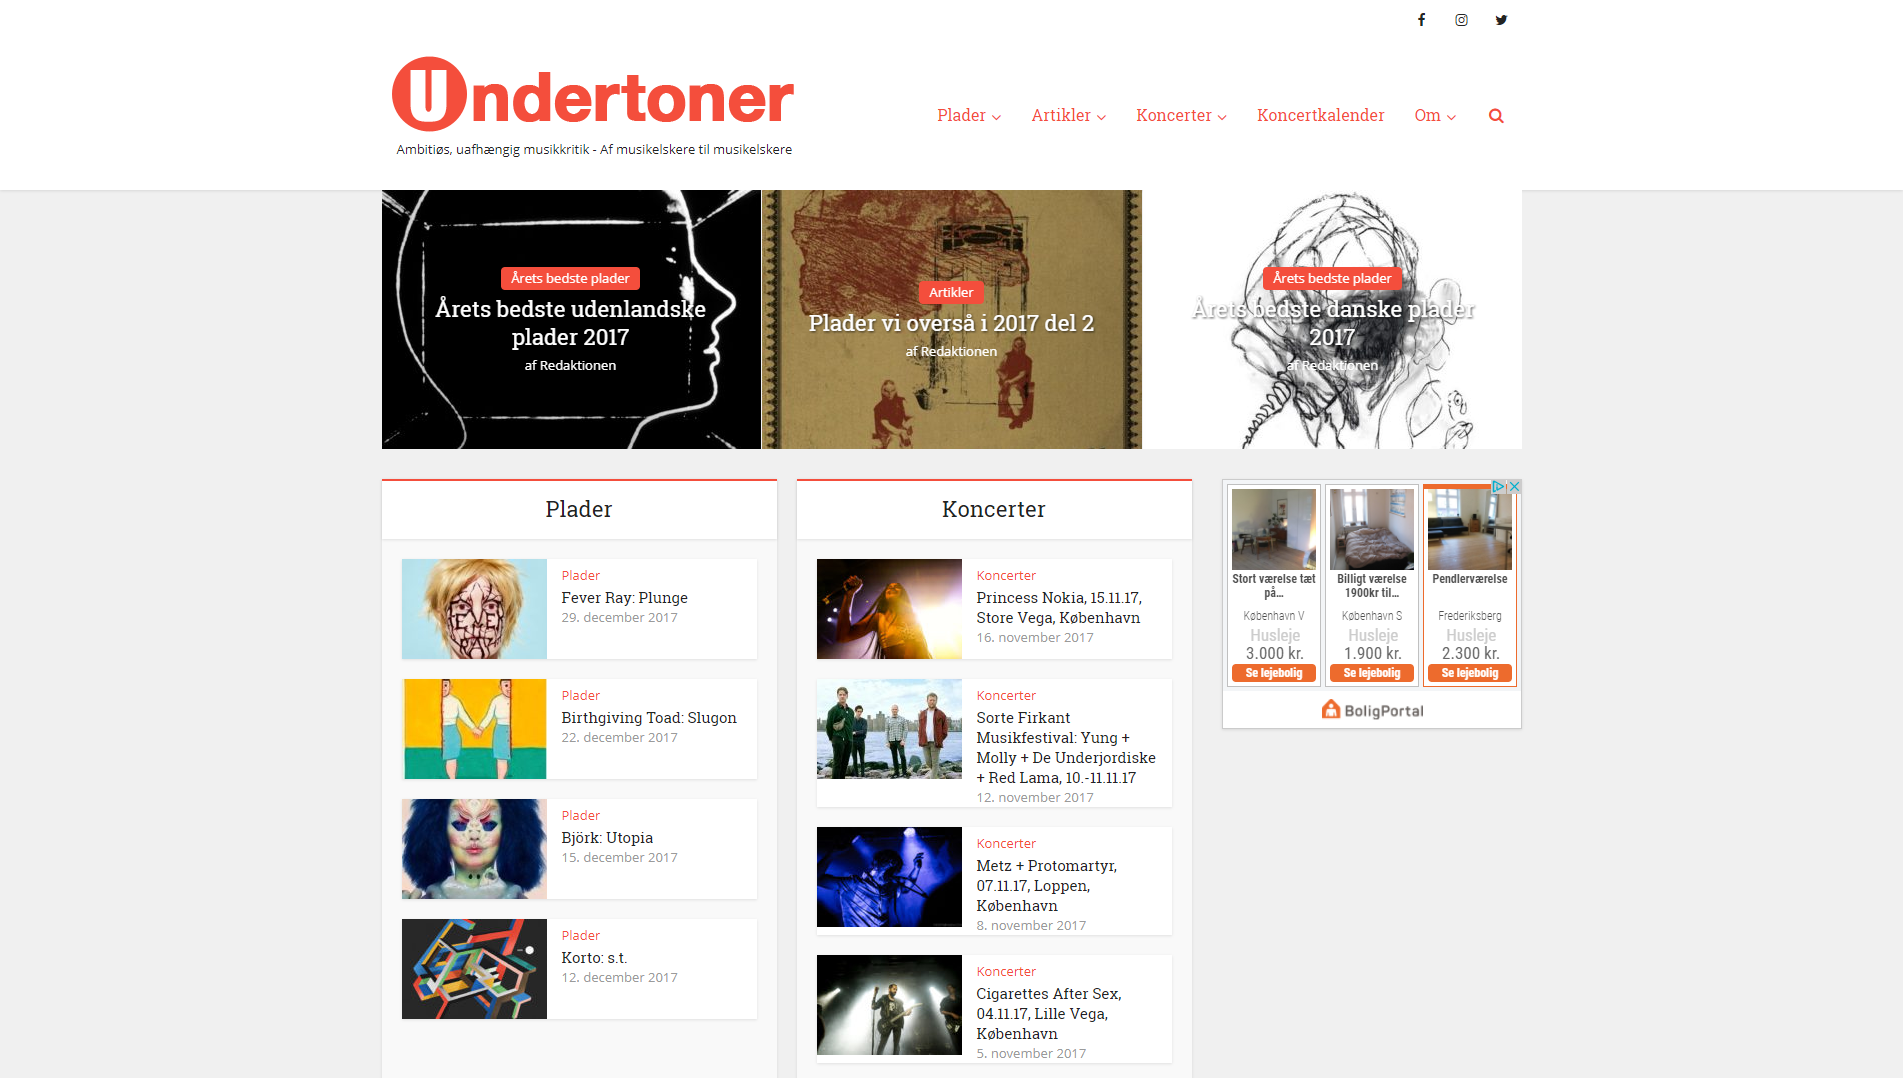 Undertoner
Ambitiøs, uafhængig musikkritik - Af musikelskere til musikelskere
Plader
Artikler
Koncerter
Koncertkalender
Om
Årets bedste plader
Årets bedste udenlandske
plader 2017
af Redaktionen
Artikler
Plader vi overså i 2017 del 2
af Redaktionen
Årets bedste plader
Årets bedste danske plader
2017
af Redaktionen
Plader
Plader
Fever Ray: Plunge
29. december 2017
Plader
Birthgiving Toad: Slugon
22. december 2017
Plader
Björk: Utopia
15. december 2017
Plader
Korto: s.t.
12. december 2017
Koncerter
Koncerter
Princess Nokia, 15.11.17,
Store Vega, København
16. november 2017
Koncerter
Sorte Firkant
Musikfestival: Yung +
Molly + De Underjordiske
+ Red Lama, 10.-11.11.17
12. november 2017
Koncerter
Metz + Protomartyr,
07.11.17, Loppen,
København
8. november 2017
Koncerter
Cigarettes After Sex,
04.11.17, Lille Vega,
København
5. november 2017
Stort værelse tæt
på...
København V
Husleje
3.000 kr.
Se lejebolig
Billigt værelse
1900kr til...
København S
Husleje
1.900 kr.
Se lejebolig
Pendlerværelse
Frederiksberg
Husleje
2.300 kr.
Se lejebolig
BoligPortal